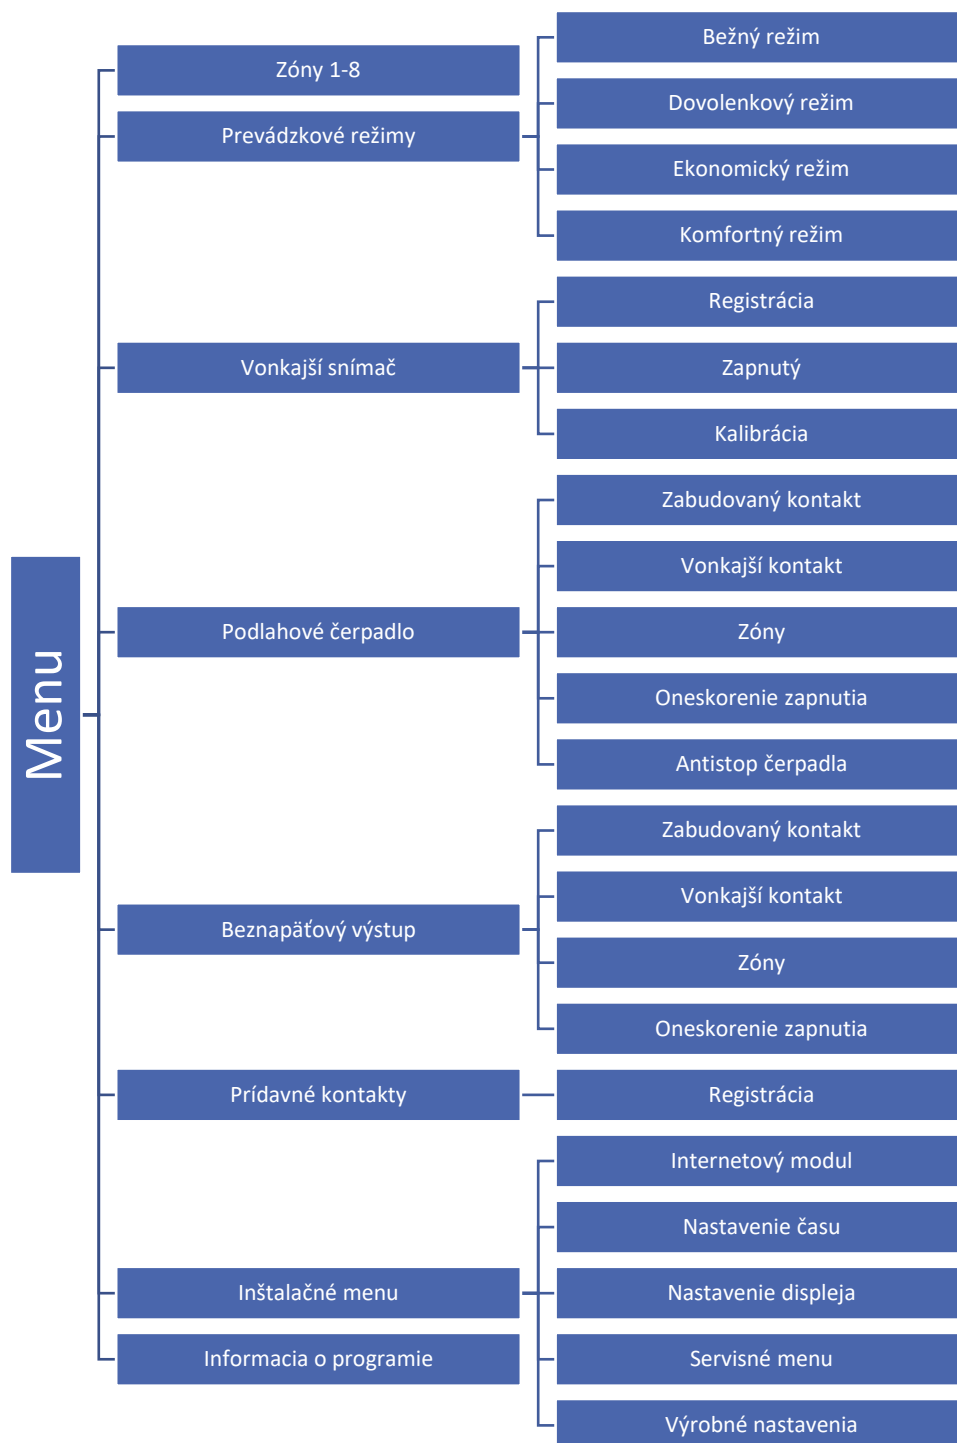 Menu
Zóny 1-8
Prevádzkové režimy
Bežný režim
Dovolenkový režim
Ekonomický režim
Komfortný režim
Vonkajší snímač
Registrácia
Zapnutý
Kalibrácia
Podlahové čerpadlo
Zabudovaný kontakt
Vonkajší kontakt
Zóny
Oneskorenie zapnutia
Antistop čerpadla
Beznapäťový výstup
Zabudovaný kontakt
Vonkajší kontakt
Zóny
Oneskorenie zapnutia
Prídavné kontakty
Registrácia
Inštalačné menu
Internetový modul
Nastavenie času
Nastavenie displeja
Servisné menu
Výrobné nastavenia
Informacia o programie